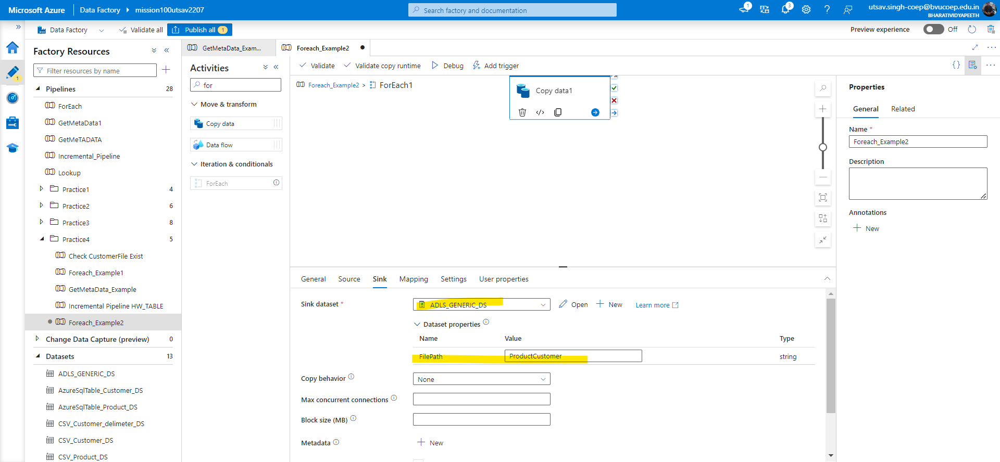 Microsoft Azure Data Factory mission100utsav2207 Search factory and documentation 1 3 utsav.singh-coep@bvucoep.edu.in
BHARATIVIDYAPEETH
Data Factory Validate all Publish all 1 Preview experience Off
Factory Resources
Filter resources by name
1
Pipelines 28
ForEach
GetMetaData1
GetMeTADATA
Incremental_Pipeline
Lookup
Practice1 4
Practice2 6
Practice3 8
Practice4 5
Check CustomerFile Exist
Foreach_Example1
GetMetaData_Example
Incremental Pipeline HW_TABLE
Foreach_Example2
Change Data Capture (preview) 0
Datasets 13
ADLS_GENERIC_DS
AzureSqlTable_Customer_DS
AzureSqlTable_Product_DS
CSV_Customer_delimeter_DS
CSV_Customer_DS
CSV_Product_DS
GetMetaData_Exam... Foreach_Example2
Activities
for
Move & transform
Copy data
Data flow
Iteration & conditionals
ForEach
Validate Validate copy runtime Debug Add trigger
Foreach_Example2 > ForEach1
Copy data1
General Source Sink Mapping Settings User properties
Sink dataset * ADLS_GENERIC_DS Open New Learn more
Dataset properties
Name Value Type
FilePath ProductCustomer string
Copy behavior None
Max concurrent connections
Block size (MB)
Metadata New
Properties
General Related
Name *
Foreach_Example2
Description
Annotations
New